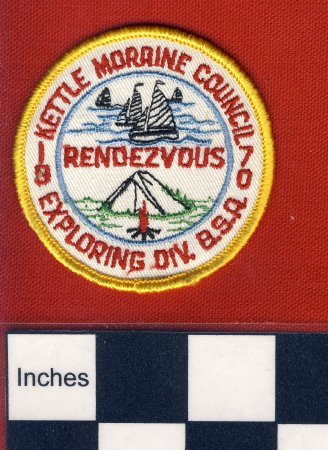 KETTLE MORAINE COUNCIL
RENDEZVOUS
19 70
EXPLORING DIV. B.S.A.
Inches